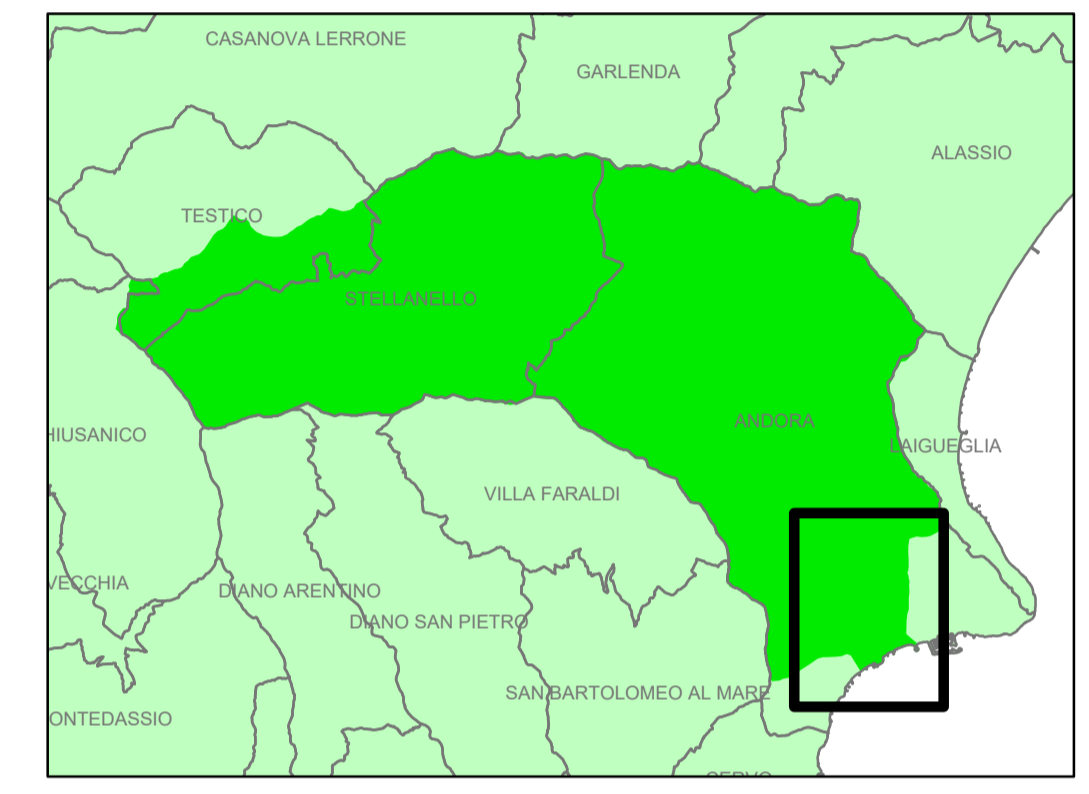 CASANOVA LERRONE
GARLENDA
ALASSIO
TESTICO
STELLANELLO
ANDORA
HIUSANICO
LAIGUEGLIA
VILLA FARALDI
VECCHIA
DIANO ARENTINO
DIANO SAN PIETRO
SAN BARTOLOMEO AL MARE
ONTEDASSIO